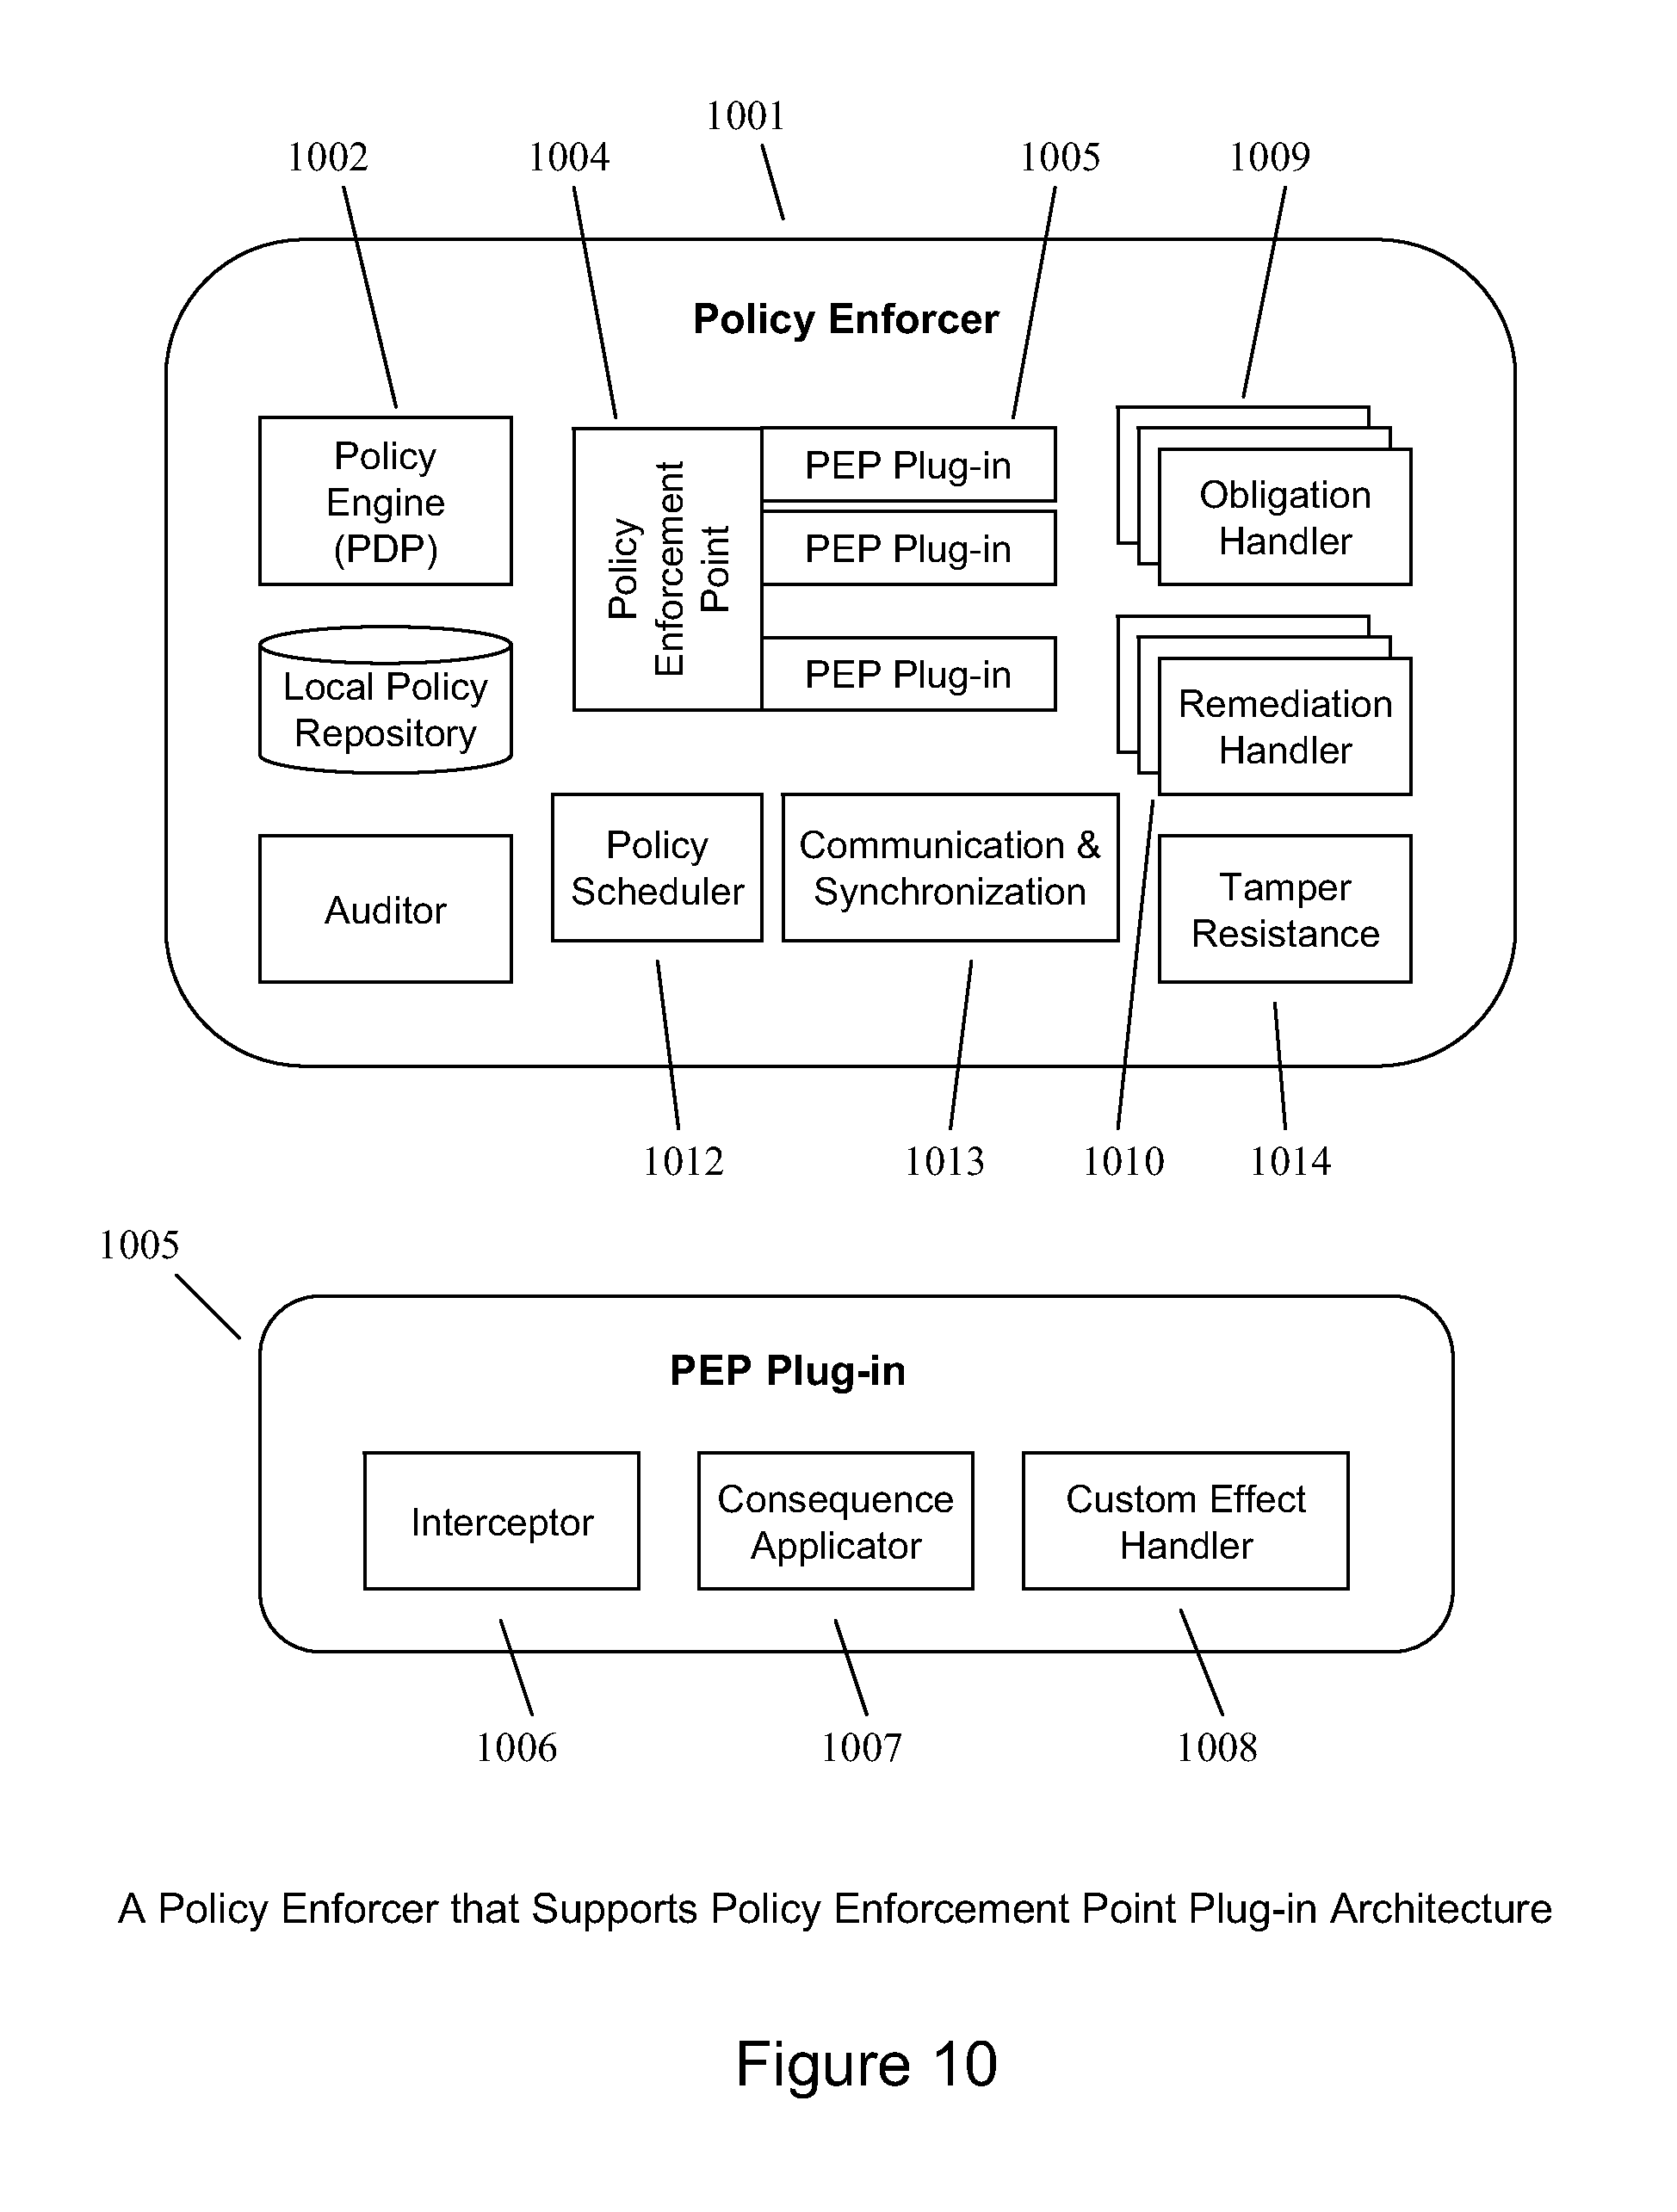 1001
1002
1004
1005
1009
Policy Enforcer
Policy
Engine
(PDP)
Policy
Enforcement
Point
PEP Plug-in
PEP Plug-in
PEP Plug-in
Obligation
Handler
Local Policy
Repository
Remediation
Handler
Auditor
Policy
Scheduler
Communication &
Synchronization
Tamper
Resistance
1012
1013
1010
1014
1005
PEP Plug-in
Interceptor
Consequence
Applicator
Custom Effect
Handler
1006
1007
1008
A Policy Enforcer that Supports Policy Enforcement Point Plug-in Architecture
Figure 10